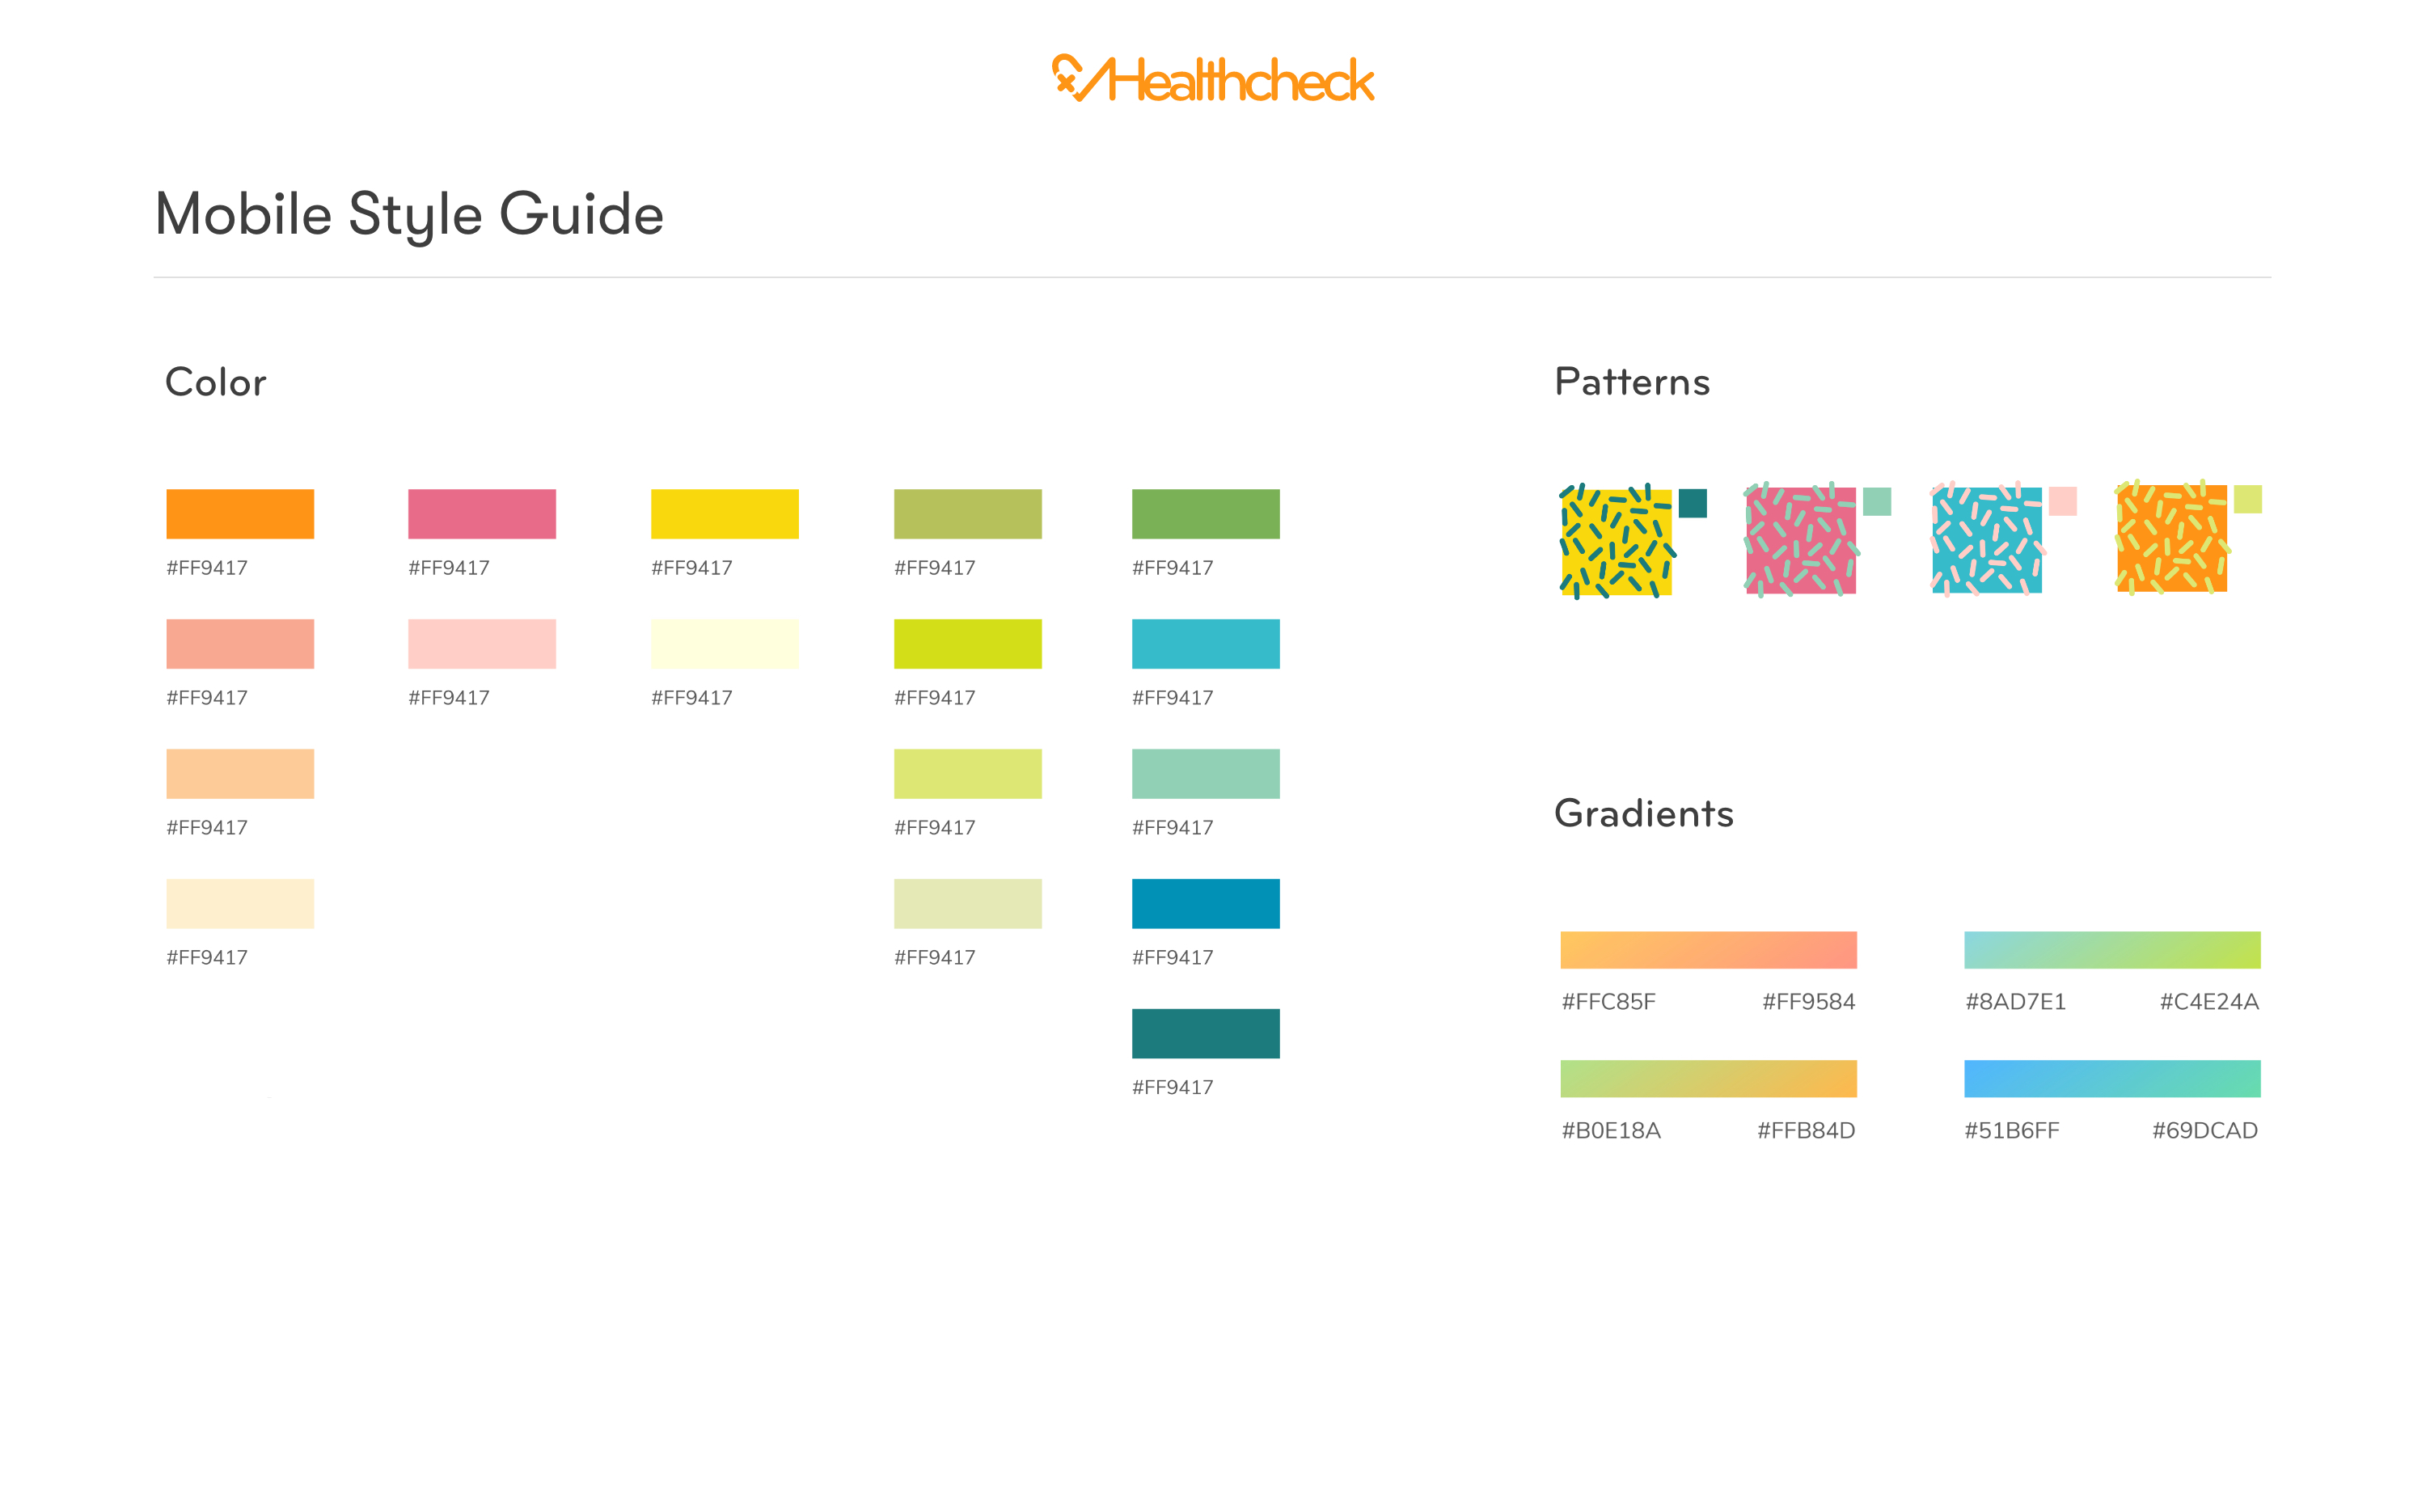 Healthcheck
Mobile Style Guide
Color
#FF9417 #FF9417 #FF9417 #FF9417 #FF9417
#FF9417 #FF9417 #FF9417 #FF9417 #FF9417
#FF9417 #FF9417 #FF9417
#FF9417 #FF9417 #FF9417
#FF9417
Patterns
Gradients
#FFC85F #FF9584 #8AD7E1 #C4E24A
#B0E18A #FFB84D #51B6FF #69DCAD